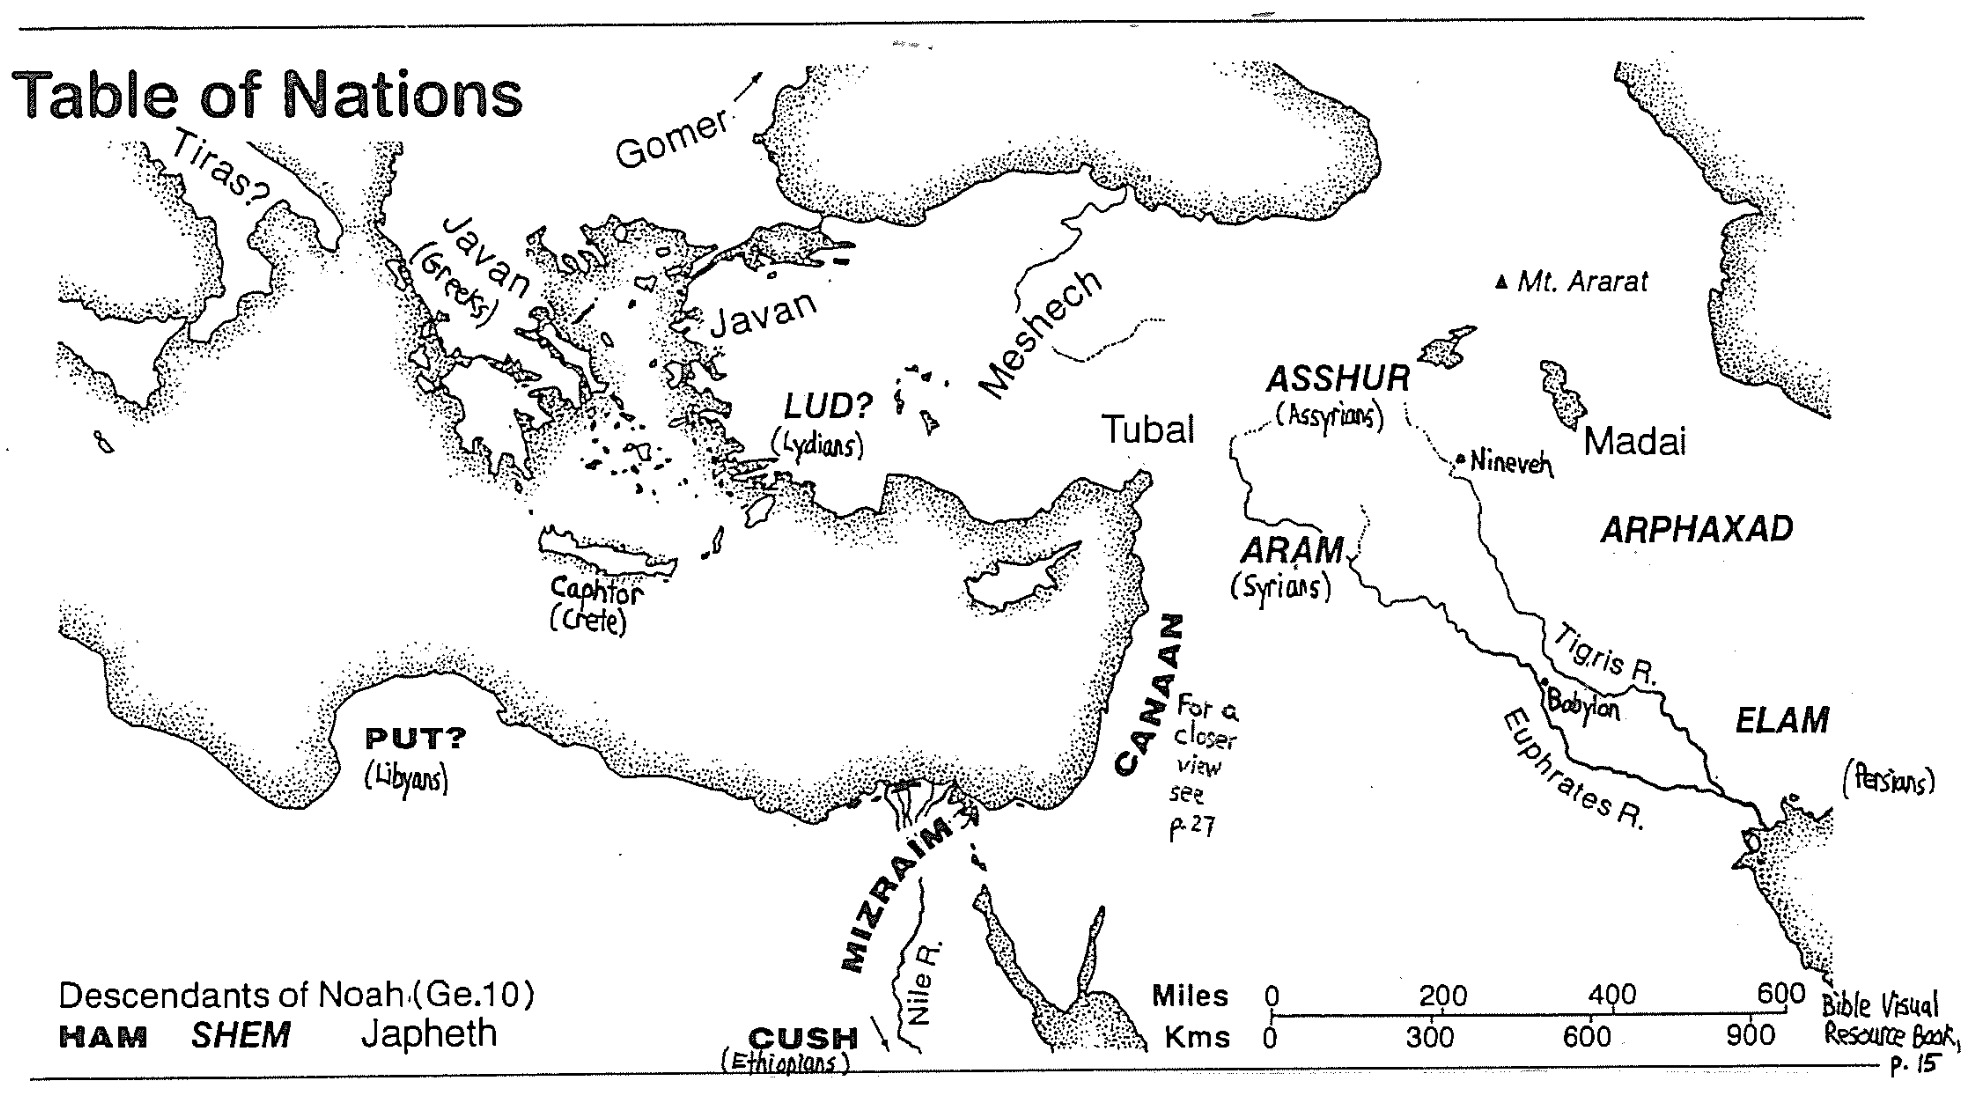 Table of Nations
Tiras?
Gomer
Javan
(Greeks)
Javan
Meshech
Mt. Ararat
LUD?
(Lydians)
Tubal
ASSHUR
(Assyrians)
Nineveh
Madai
ARPHAXAD
ARAM
(Syrians)
Caphtor
(Crete)
Tigris R.
Babylon
Euphrates R.
ELAM
(Persians)
CANAAN
For a
closer
view
see
p.27
PUT?
(Libyans)
MIZRAIM
Nile R.
CUSH
(Ethiopians)
Descendants of Noah (Ge.10)
HAM SHEM Japheth
Miles 0 200 400 600
Kms 0 300 600 900
Bible Visual
Resource Book,
p. 15